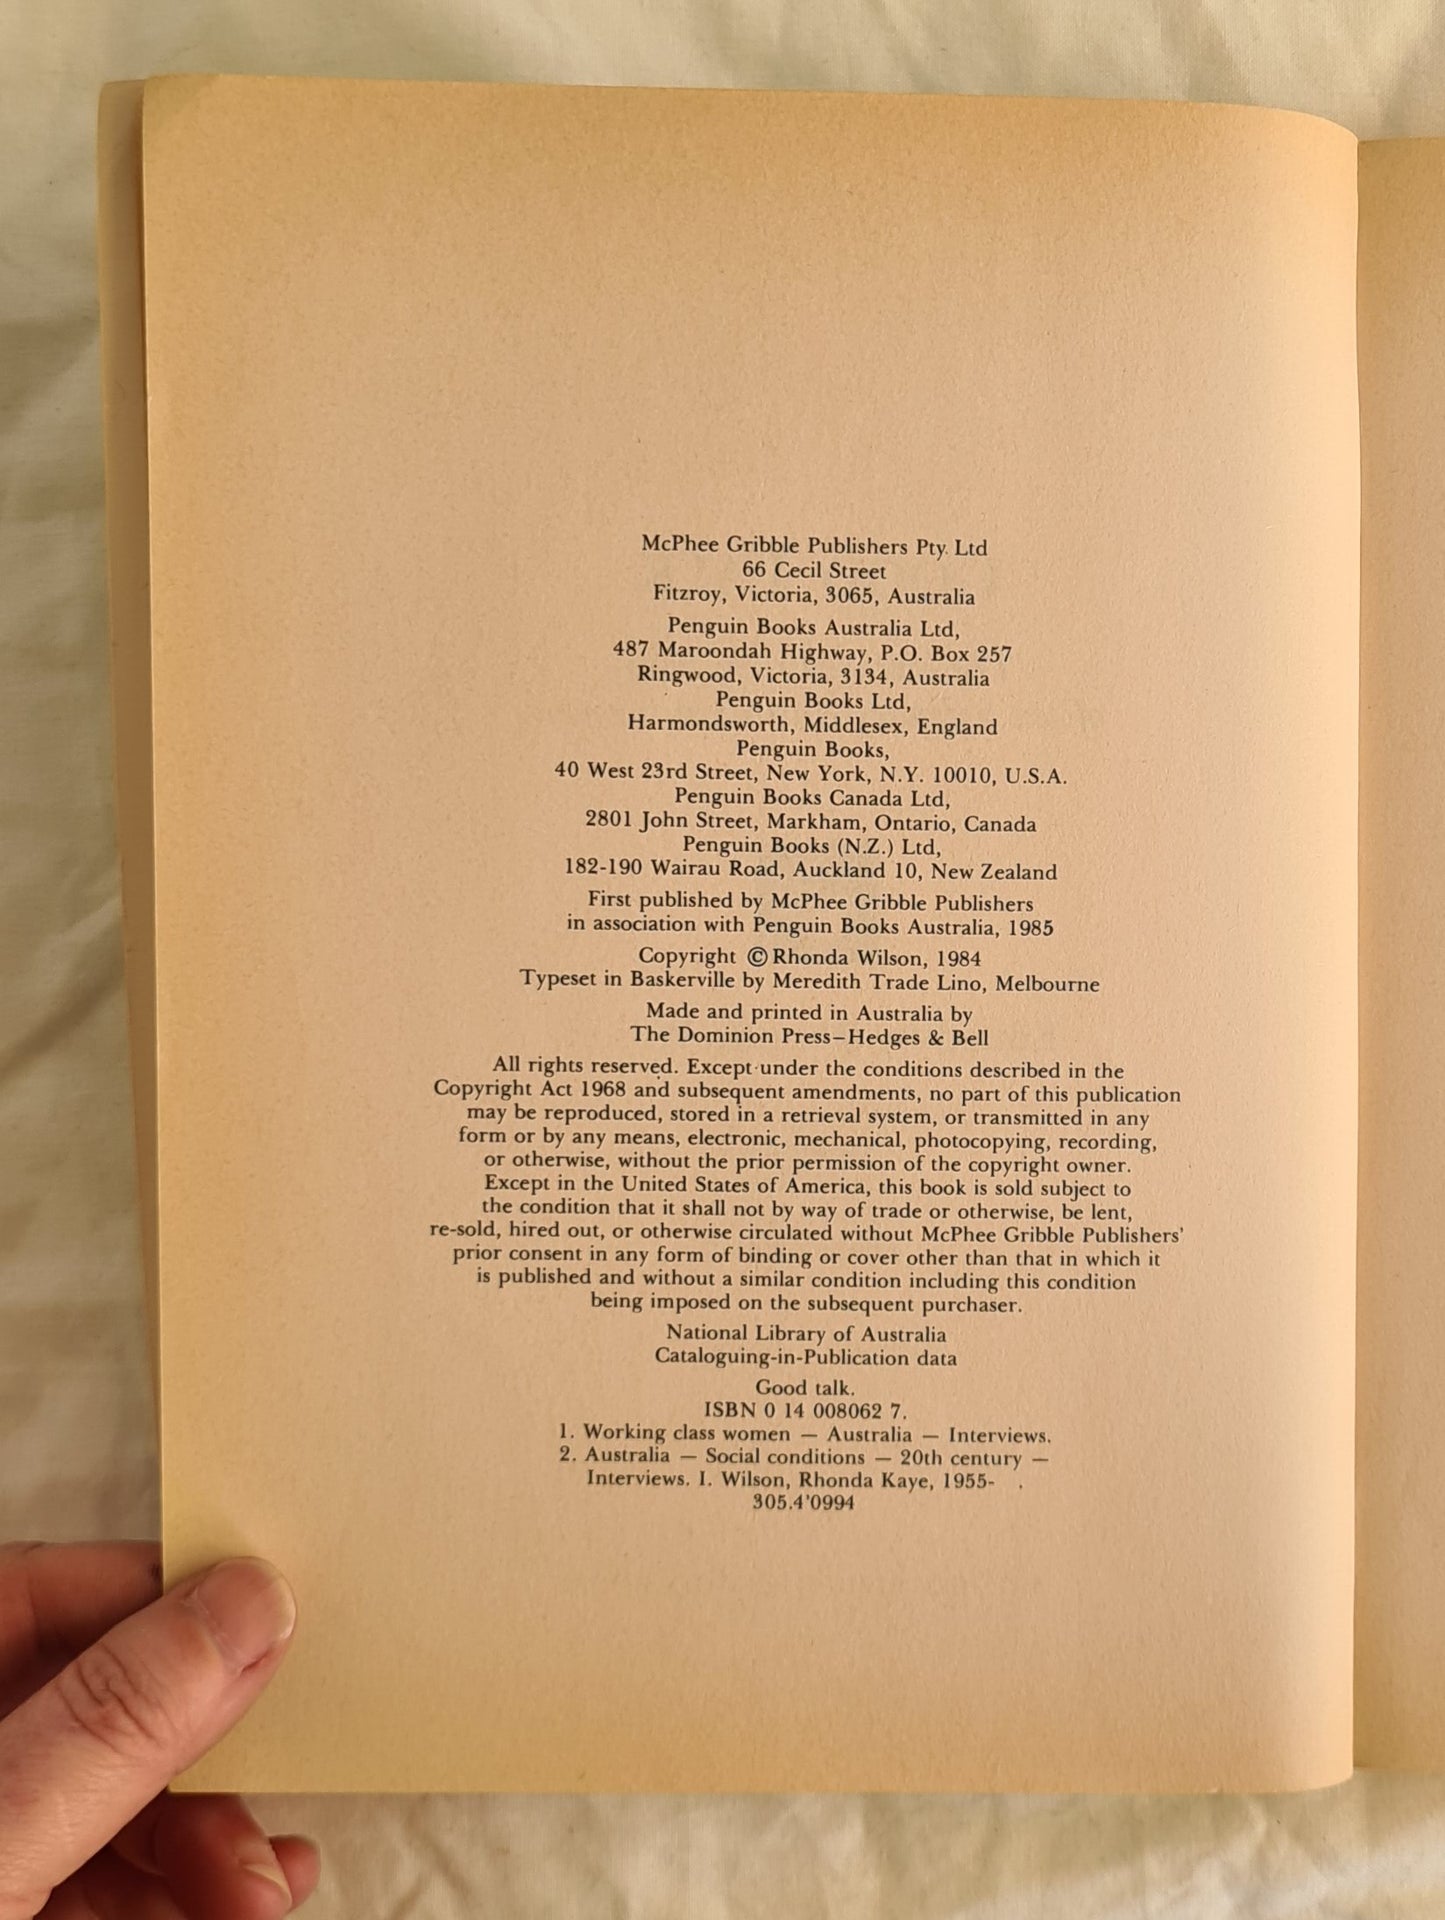 McPhee Gribble Publishers Pty. Ltd
66 Cecil Street
Fitzroy, Victoria, 3065, Australia
Penguin Books Australia Ltd,
487 Maroondah Highway, P.O. Box 257
Ringwood, Victoria, 3134, Australia
Penguin Books Ltd,
Harmondsworth, Middlesex, England
Penguin Books,
40 West 23rd Street, New York, N.Y. 10010, U.S.A.
Penguin Books Canada Ltd,
2801 John Street, Markham, Ontario, Canada
Penguin Books (N.Z.) Ltd,
182-190 Wairau Road, Auckland 10, New Zealand
First published by McPhee Gribble Publishers
in association with Penguin Books Australia, 1985
Copyright © Rhonda Wilson, 1984
Typeset in Baskerville by Meredith Trade Lino, Melbourne
Made and printed in Australia by
The Dominion Press–Hedges & Bell
All rights reserved. Except under the conditions described in the
Copyright Act 1968 and subsequent amendments, no part of this publication
may be reproduced, stored in a retrieval system, or transmitted in any
form or by any means, electronic, mechanical, photocopying, recording,
or otherwise, without the prior permission of the copyright owner.
Except in the United States of America, this book is sold subject to
the condition that it shall not by way of trade or otherwise, be lent,
re-sold, hired out, or otherwise circulated without McPhee Gribble Publishers'
prior consent in any form of binding or cover other than that in which it
is published and without a similar condition including this condition
being imposed on the subsequent purchaser.
National Library of Australia
Cataloguing-in-Publication data
Good talk.
ISBN 0 14 008062 7.
1. Working class women — Australia — Interviews.
2. Australia — Social conditions — 20th century —
Interviews. I. Wilson, Rhonda Kaye, 1955- .
305.4'0994